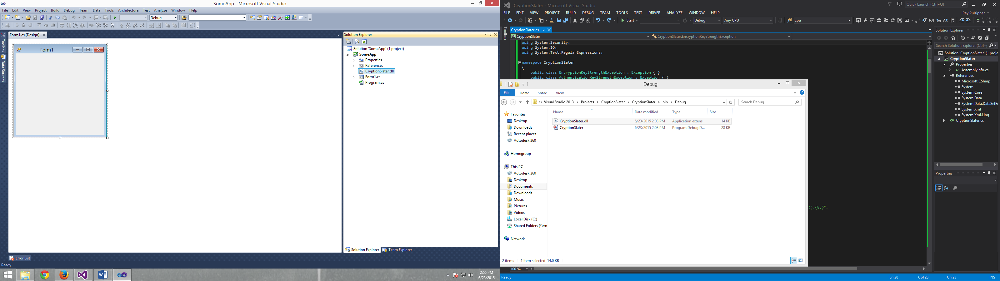 SomeApp - Microsoft Visual Studio
File Edit View Project Build Debug Team Data Tools Architecture Test Analyze Window Help
Debug
Form1.cs [Design]
Toolbox
Data Sources
Form1
Solution Explorer
Solution 'SomeApp' (1 project)
SomeApp
Properties
References
CryptionSlater.dll
Form1.cs
Program.cs
Solution Explorer Team Explorer
Error List
Ready
2:55 PM
6/23/2015
CryptionSlater - Microsoft Visual Studio
Quick Launch (Ctrl+Q)
FILE EDIT VIEW PROJECT BUILD DEBUG TEAM TOOLS TEST DRIVER ANALYZE WINDOW HELP
Ray Pulsipher
Start Debug Any CPU cpu
Toolbox
CryptionSlater.cs
CryptionSlater CryptionSlater.EncryptionKeyStrengthException
using System.Security;
using System.IO;
using System.Text.RegularExpressions;
namespace CryptionSlater
{
public class EncryptionKeyStrengthException : Exception { }
public class AuthenticationKeyStrengthException : Exception { }
)).{8,}".
Debug
File Home Share View
« Visual Studio 2013 Projects CryptionSlater CryptionSlater bin Debug
Search Debug
Name Date modified Type Size
CryptionSlater.dll 6/23/2015 2:03 PM Application extens... 14 KB
CryptionSlater 6/23/2015 2:03 PM Program Debug D... 28 KB
Favorites
Desktop
Downloads
Recent places
Autodesk 360
Homegroup
This PC
Autodesk 360
Desktop
Documents
Downloads
Music
Pictures
Videos
Local Disk (C:)
Shared Folders (\\vn
Network
2 items 1 item selected 14.0 KB
100 %
Solution Explorer
Search Solution Explorer (Ctrl+;
Solution 'CryptionSlater' (1 proje
CryptionSlater
Properties
AssemblyInfo.cs
References
Microsoft.CSharp
System
System.Core
System.Data
System.Data.DataSetE
System.Xml
System.Xml.Linq
CryptionSlater.cs
Properties
Ready Ln 28 Col 23 Ch 23 INS